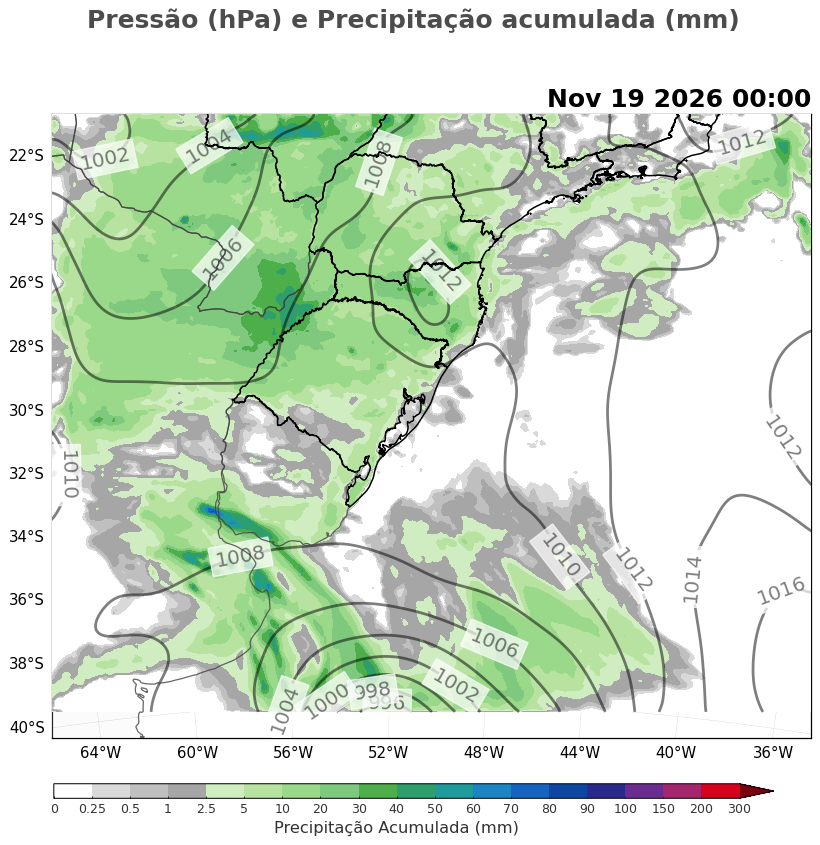 Pressão (hPa) e Precipitação acumulada (mm)
Nov 19 2026 00:00
1002
1004
1008
1012
22°S
24°S
1006
1012
26°S
28°S
30°S
1012
32°S
1010
34°S
1008
1010
1012
1014
1016
36°S
1006
38°S
1004
1000
998
996
1002
40°S
64°W 60°W 56°W 52°W 48°W 44°W 40°W 36°W
0 0.25 0.5 1 2.5 5 10 20 30 40 50 60 70 80 90 100 150 200 300
Precipitação Acumulada (mm)